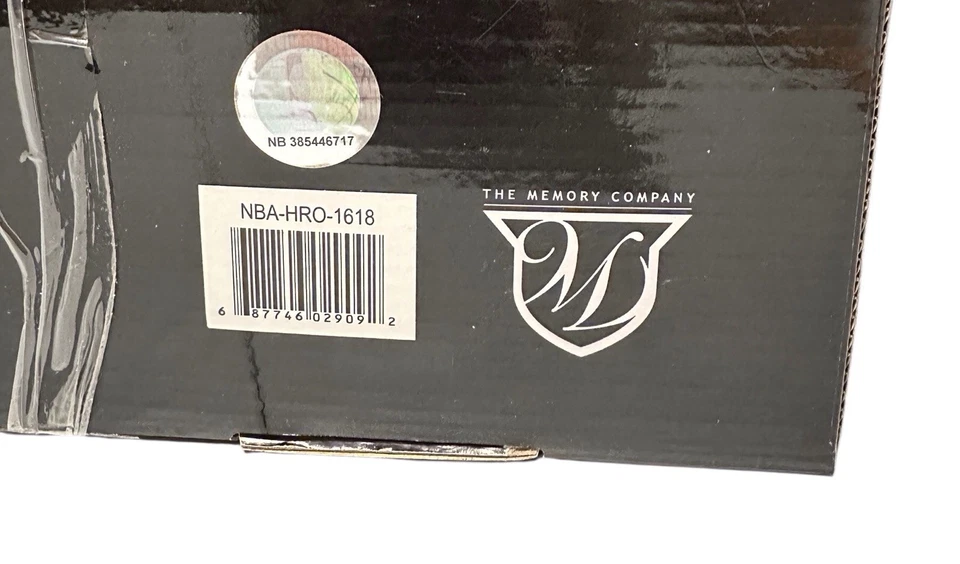 NB 385446717
NBA-HRO-1618
6 87746 02909 2
THE MEMORY COMPANY
M